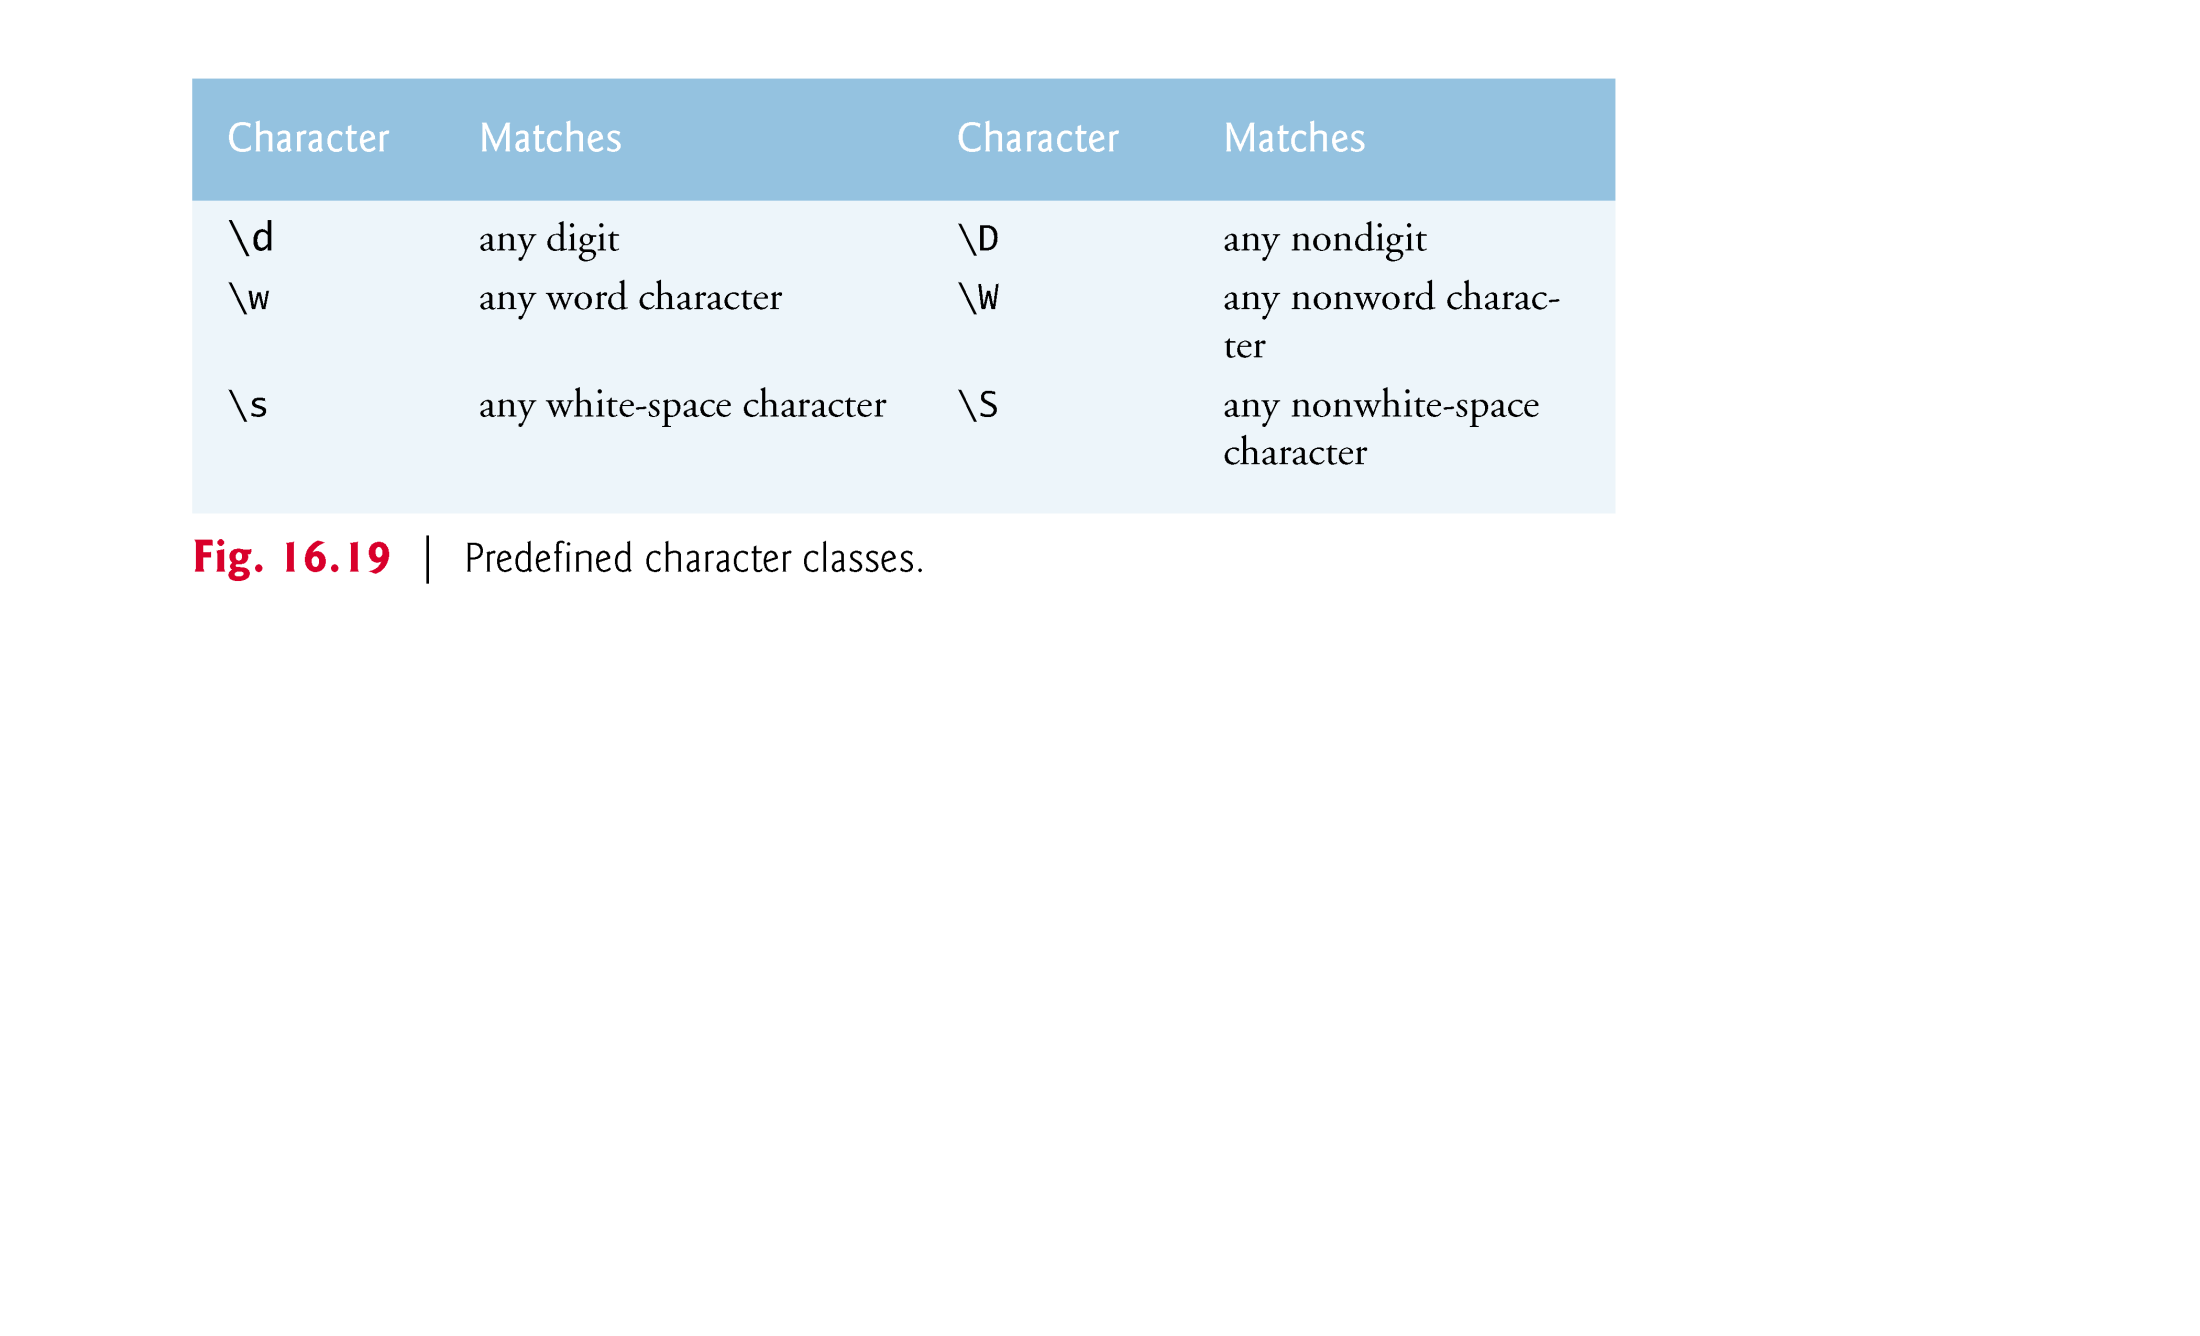 Character Matches Character Matches
\d any digit \D any nondigit
\w any word character \W any nonword charac-
ter
\s any white-space character \S any nonwhite-space
character
Fig. 16.19 | Predefined character classes.